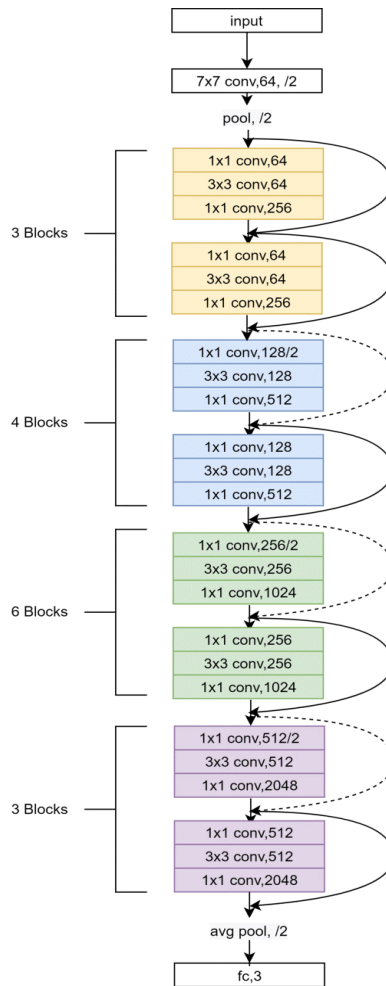 input
7x7 conv,64, /2
pool, /2
3 Blocks
1x1 conv,64
3x3 conv,64
1x1 conv,256
1x1 conv,64
3x3 conv,64
1x1 conv,256
4 Blocks
1x1 conv,128/2
3x3 conv,128
1x1 conv,512
1x1 conv,128
3x3 conv,128
1x1 conv,512
6 Blocks
1x1 conv,256/2
3x3 conv,256
1x1 conv,1024
1x1 conv,256
3x3 conv,256
1x1 conv,1024
3 Blocks
1x1 conv,512/2
3x3 conv,512
1x1 conv,2048
1x1 conv,512
3x3 conv,512
1x1 conv,2048
avg pool, /2
fc,3